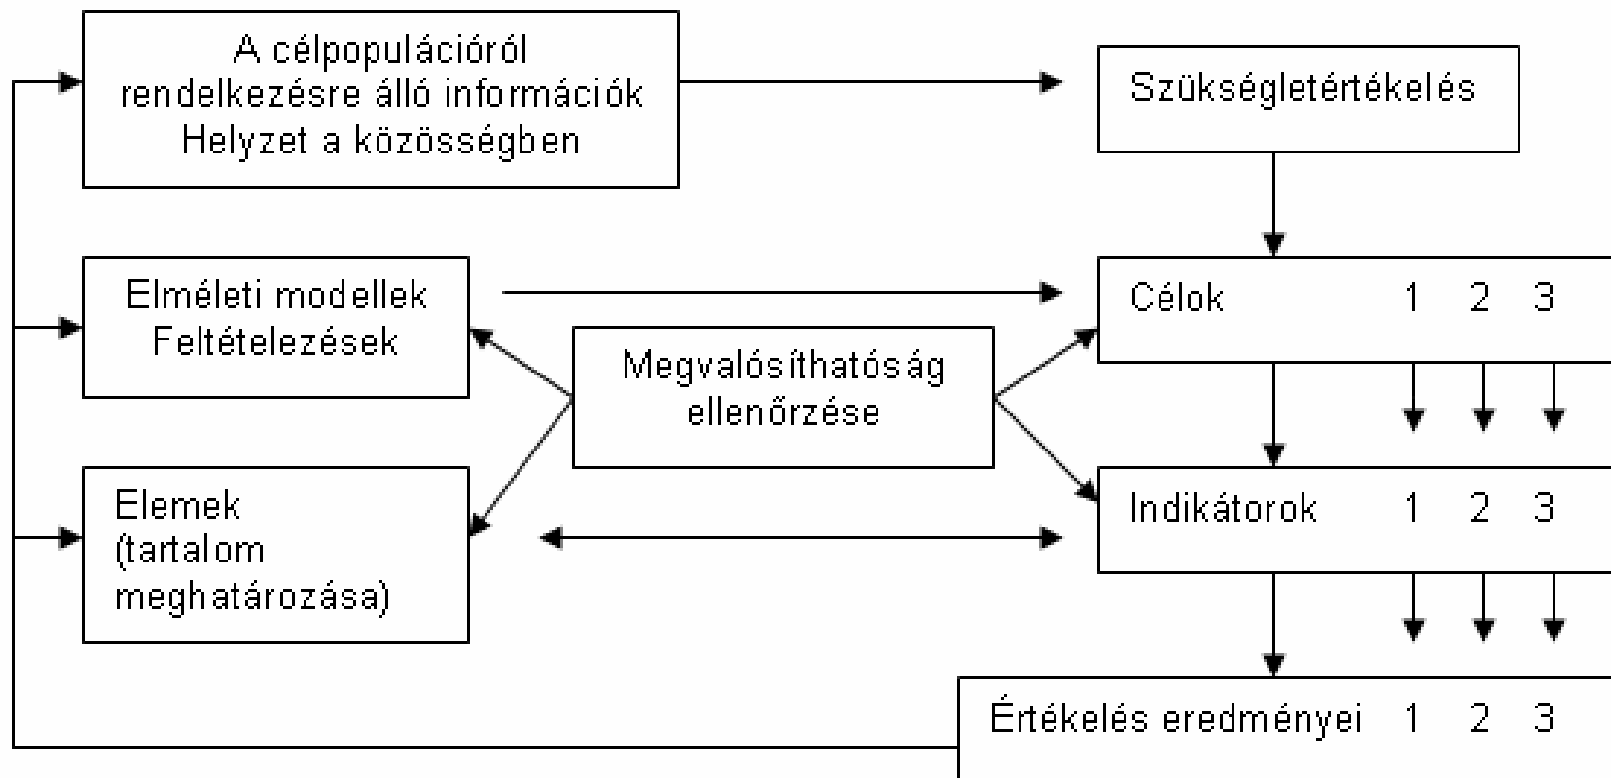 A célpopulációról
rendelkezésre álló információk
Helyzet a közösségben
Szükségletértékelés
Elméleti modellek
Feltételezések
Célok 1 2 3
Megvalósíthatóság
ellenőrzése
Elemek
(tartalom
meghatározása)
Indikátorok 1 2 3
Értékelés eredményei 1 2 3